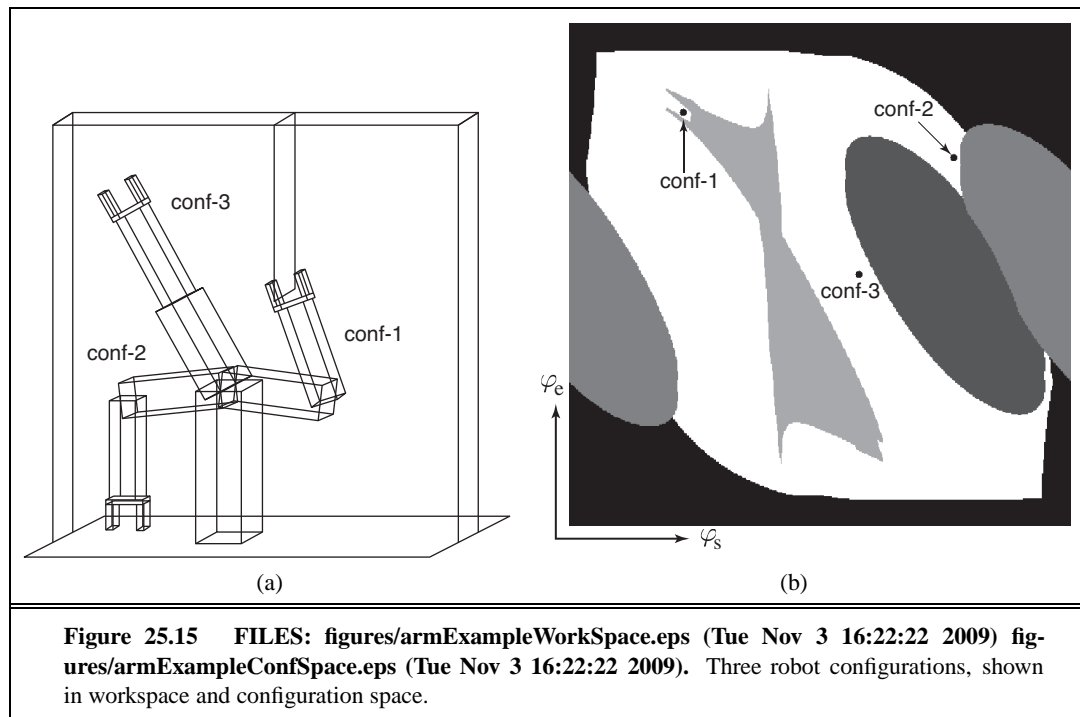 conf-3
conf-2
conf-1
(a)
conf-2
conf-1
conf-3
φe
φs
(b)
Figure 25.15 FILES: figures/armExampleWorkSpace.eps (Tue Nov 3 16:22:22 2009) fig-
ures/armExampleConfSpace.eps (Tue Nov 3 16:22:22 2009). Three robot configurations, shown
in workspace and configuration space.